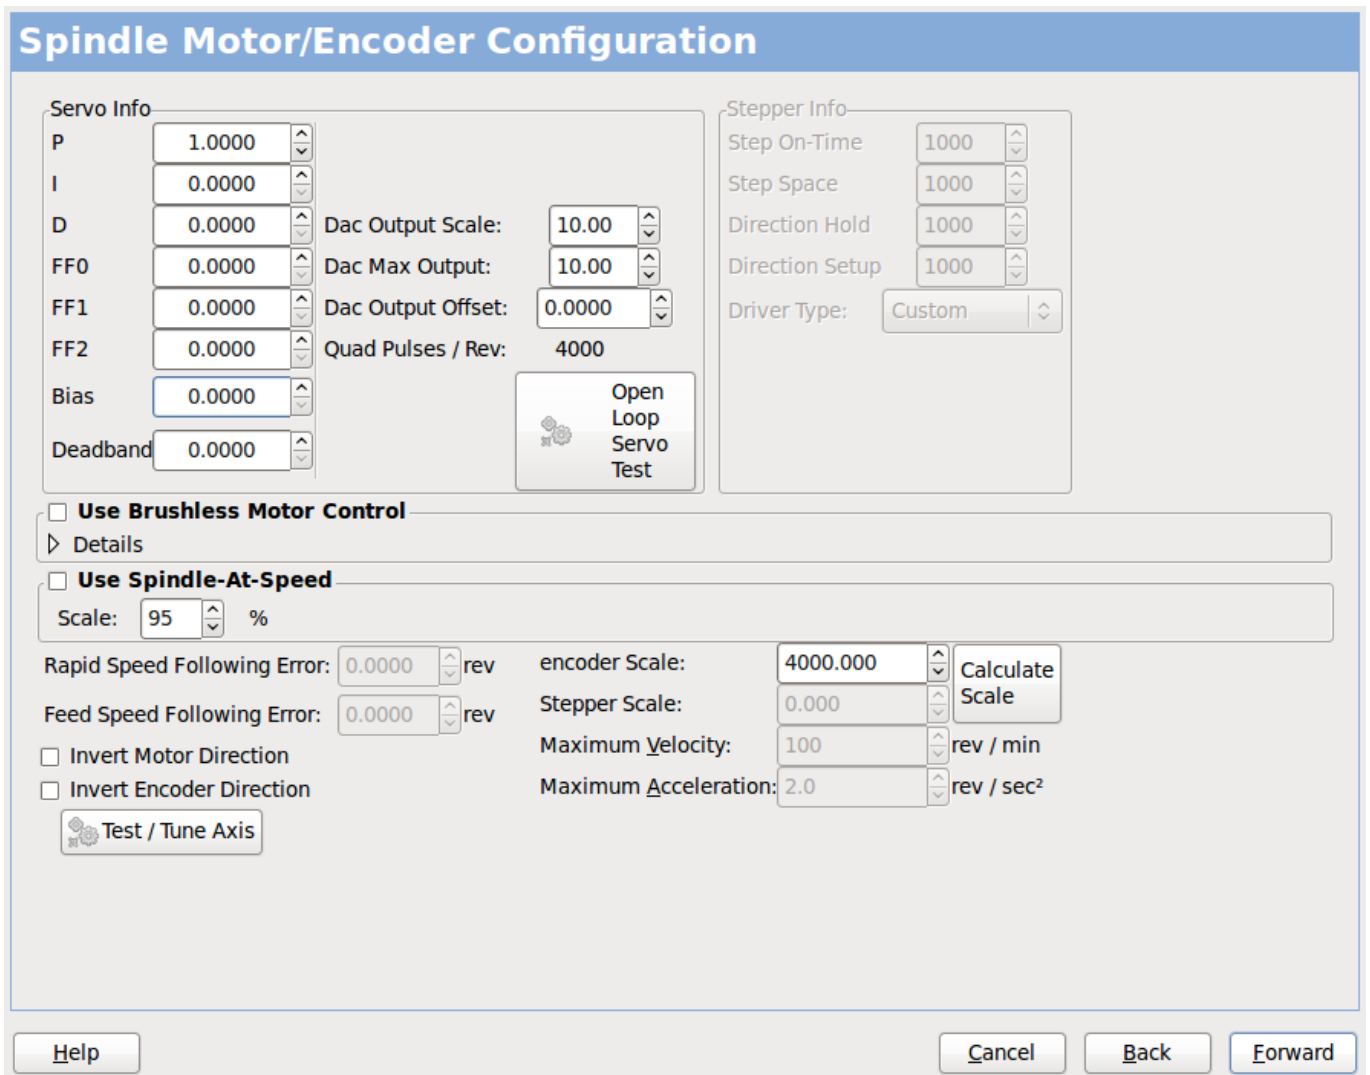 Spindle Motor/Encoder Configuration
Servo Info
P 1.0000
I 0.0000
D 0.0000 Dac Output Scale: 10.00
FF0 0.0000 Dac Max Output: 10.00
FF1 0.0000 Dac Output Offset: 0.0000
FF2 0.0000 Quad Pulses / Rev: 4000
Bias 0.0000
Deadband 0.0000
Open
Loop
Servo
Test
Stepper Info
Step On-Time 1000
Step Space 1000
Direction Hold 1000
Direction Setup 1000
Driver Type: Custom
Use Brushless Motor Control
Details
Use Spindle-At-Speed
Scale: 95 %
Rapid Speed Following Error: 0.0000 rev
Feed Speed Following Error: 0.0000 rev
Invert Motor Direction
Invert Encoder Direction
Test / Tune Axis
encoder Scale: 4000.000
Stepper Scale: 0.000
Calculate
Scale
Maximum Velocity: 100 rev / min
Maximum Acceleration: 2.0 rev / sec²
Help Cancel Back Forward